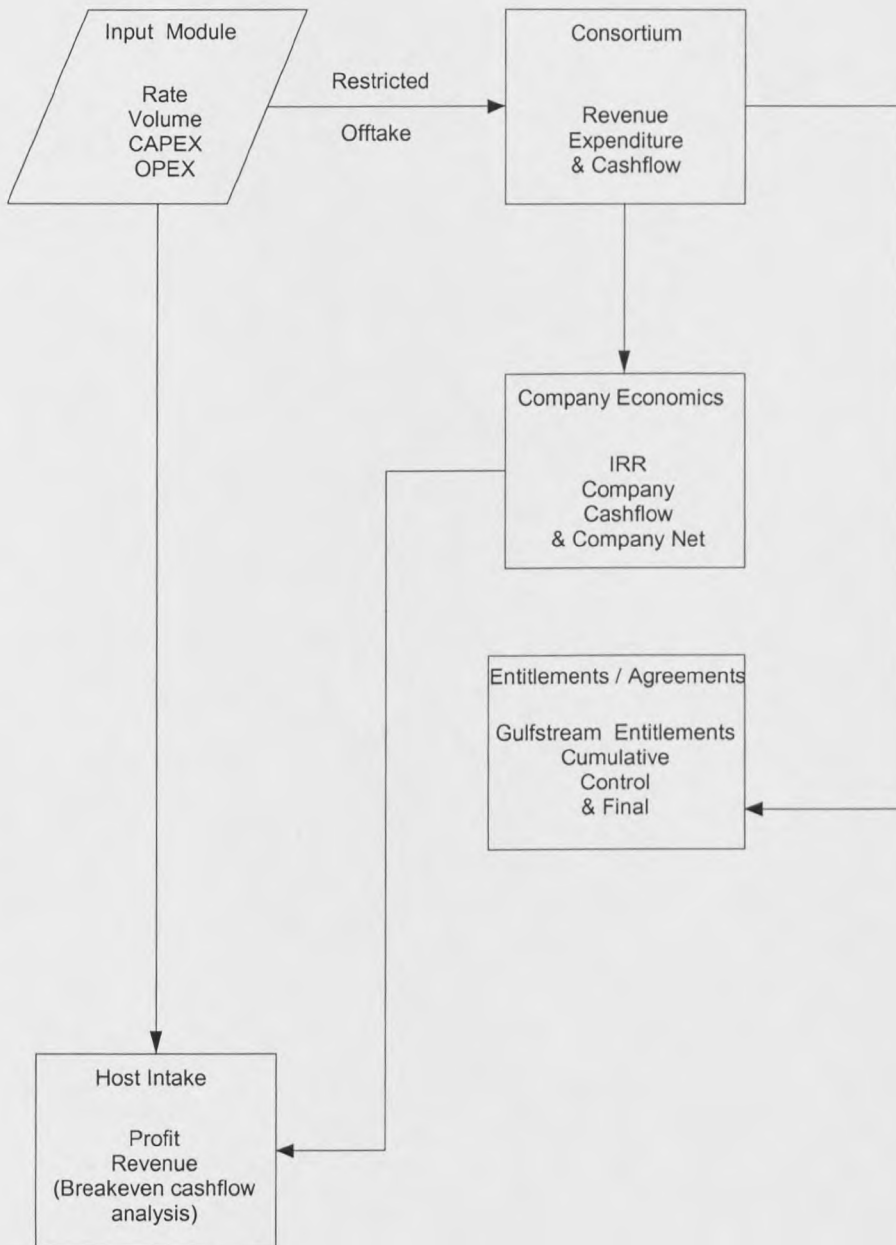 Input Module
Rate
Volume
CAPEX
OPEX
Restricted
Offtake
Consortium
Revenue
Expenditure
& Cashflow
Company Economics
IRR
Company
Cashflow
& Company Net
Entitlements / Agreements
Gulfstream Entitlements
Cumulative
Control
& Final
Host Intake
Profit
Revenue
(Breakeven cashflow
analysis)